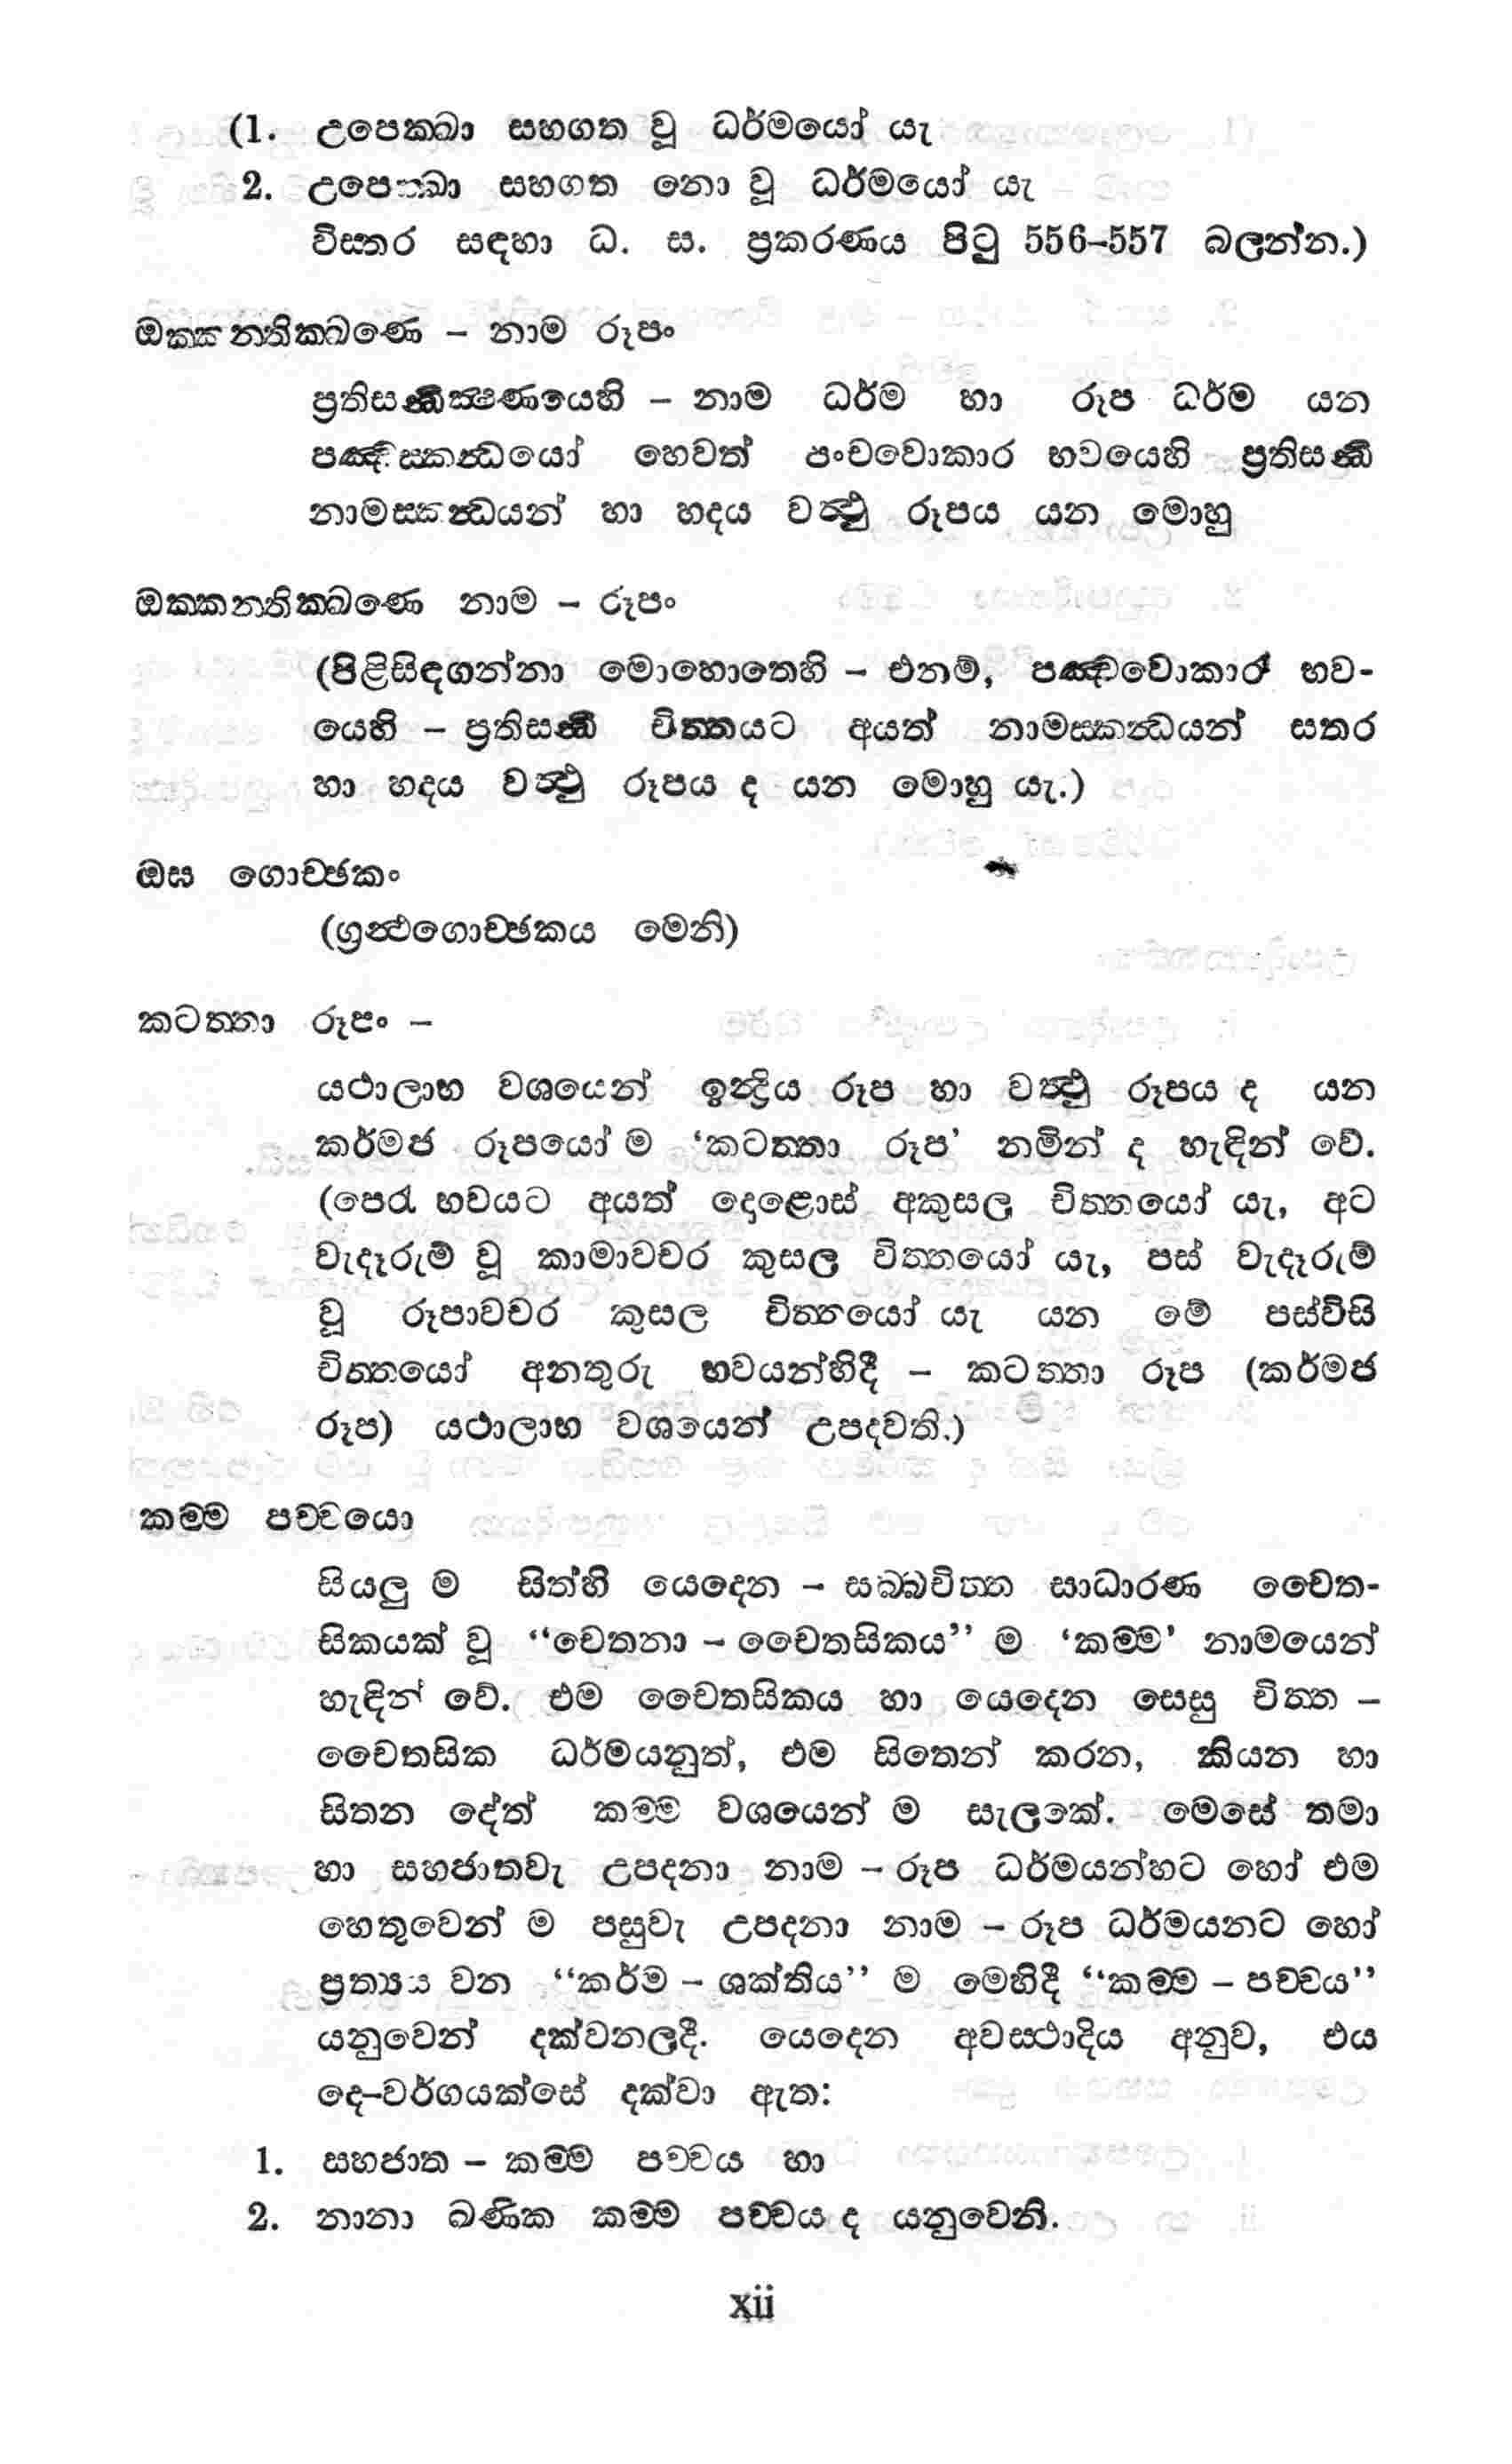 (1. උපෙක්ඛා සහගත වූ ධර්මයෝ යැ
2. උපෙක්ඛා සහගත නො වූ ධර්මයෝ යැ
විස්තර සඳහා ධ. ස. ප්‍රකරණය පිටු 556–557 බලන්න.)
ඔක්කන්තික්ඛණෙ – නාම රූපං
ප්‍රතිසන්ධික්ෂණයෙහි – නාම ධර්ම හා රූප ධර්ම යන
පඤ්චස්කන්ධයෝ හෙවත් පංචවොකාර භවයෙහි ප්‍රතිසන්ධි
නාමස්කන්ධයන් හා හදය වත්ථු රූපය යන මොහු
ඔක්කන්තික්ඛණෙ නාම – රූපං
(පිළිසිඳගන්නා මොහොතෙහි – එනම්, පඤ්චවොකාර භව-
යෙහි – ප්‍රතිසන්ධි චිත්තයට අයත් නාමස්කන්ධයන් සතර
හා හදය වත්ථු රූපය ද යන මොහු යැ.)
ඔඝ ගොච්ඡකං
(ග්‍රන්ථගොච්ඡකය මෙනි)
කටත්තා රූපං –
යථාලාභ වශයෙන් ඉන්ද්‍රිය රූප හා වත්ථු රූපය ද යන
කර්මජ රූපයෝ ම ‘කටත්තා රූප’ නමින් ද හැඳින් වේ.
(පෙරැ භවයට අයත් දොළොස් අකුසල චිත්තයෝ යැ, අට
වැදෑරුම් වූ කාමාවචර කුසල චිත්තයෝ යැ, පස් වැදෑරුම්
වූ රූපාවචර කුසල චිත්තයෝ යැ යන මේ පස්විසි
චිත්තයෝ අනතුරු භවයන්හිදී – කටත්තා රූප (කර්මජ
රූප) යථාලාභ වශයෙන් උපදවති.)
කම්ම පච්චයො
සියලු ම සිත්හි යෙදෙන – සබ්බචිත්ත සාධාරණ චෛත-
සිකයක් වූ “චෙතනා – චෛතසිකය” ම ‘කම්ම’ නාමයෙන්
හැඳින් වේ. එම චෛතසිකය හා යෙදෙන සෙසු චිත්ත –
චෛතසික ධර්මයනුත්, එම සිතෙන් කරන, කියන හා
සිතන දේත් කම්ම වශයෙන් ම සැලකේ. මෙසේ තමා
හා සහජාතවැ උපදනා නාම – රූප ධර්මයන්හට හෝ එම
හෙතුවෙන් ම පසුවැ උපදනා නාම – රූප ධර්මයනට හෝ
ප්‍රත්‍යය වන “කර්ම – ශක්තිය” ම මෙහිදී “කම්ම – පච්චය”
යනුවෙන් දක්වනලදී. යෙදෙන අවස්ථාදිය අනුව, එය
දෙ–වර්ගයක්සේ දක්වා ඇත:
1. සහජාත – කම්ම පච්චය හා
2. නානා ඛණික කම්ම පච්චය ද යනුවෙනි.
xii